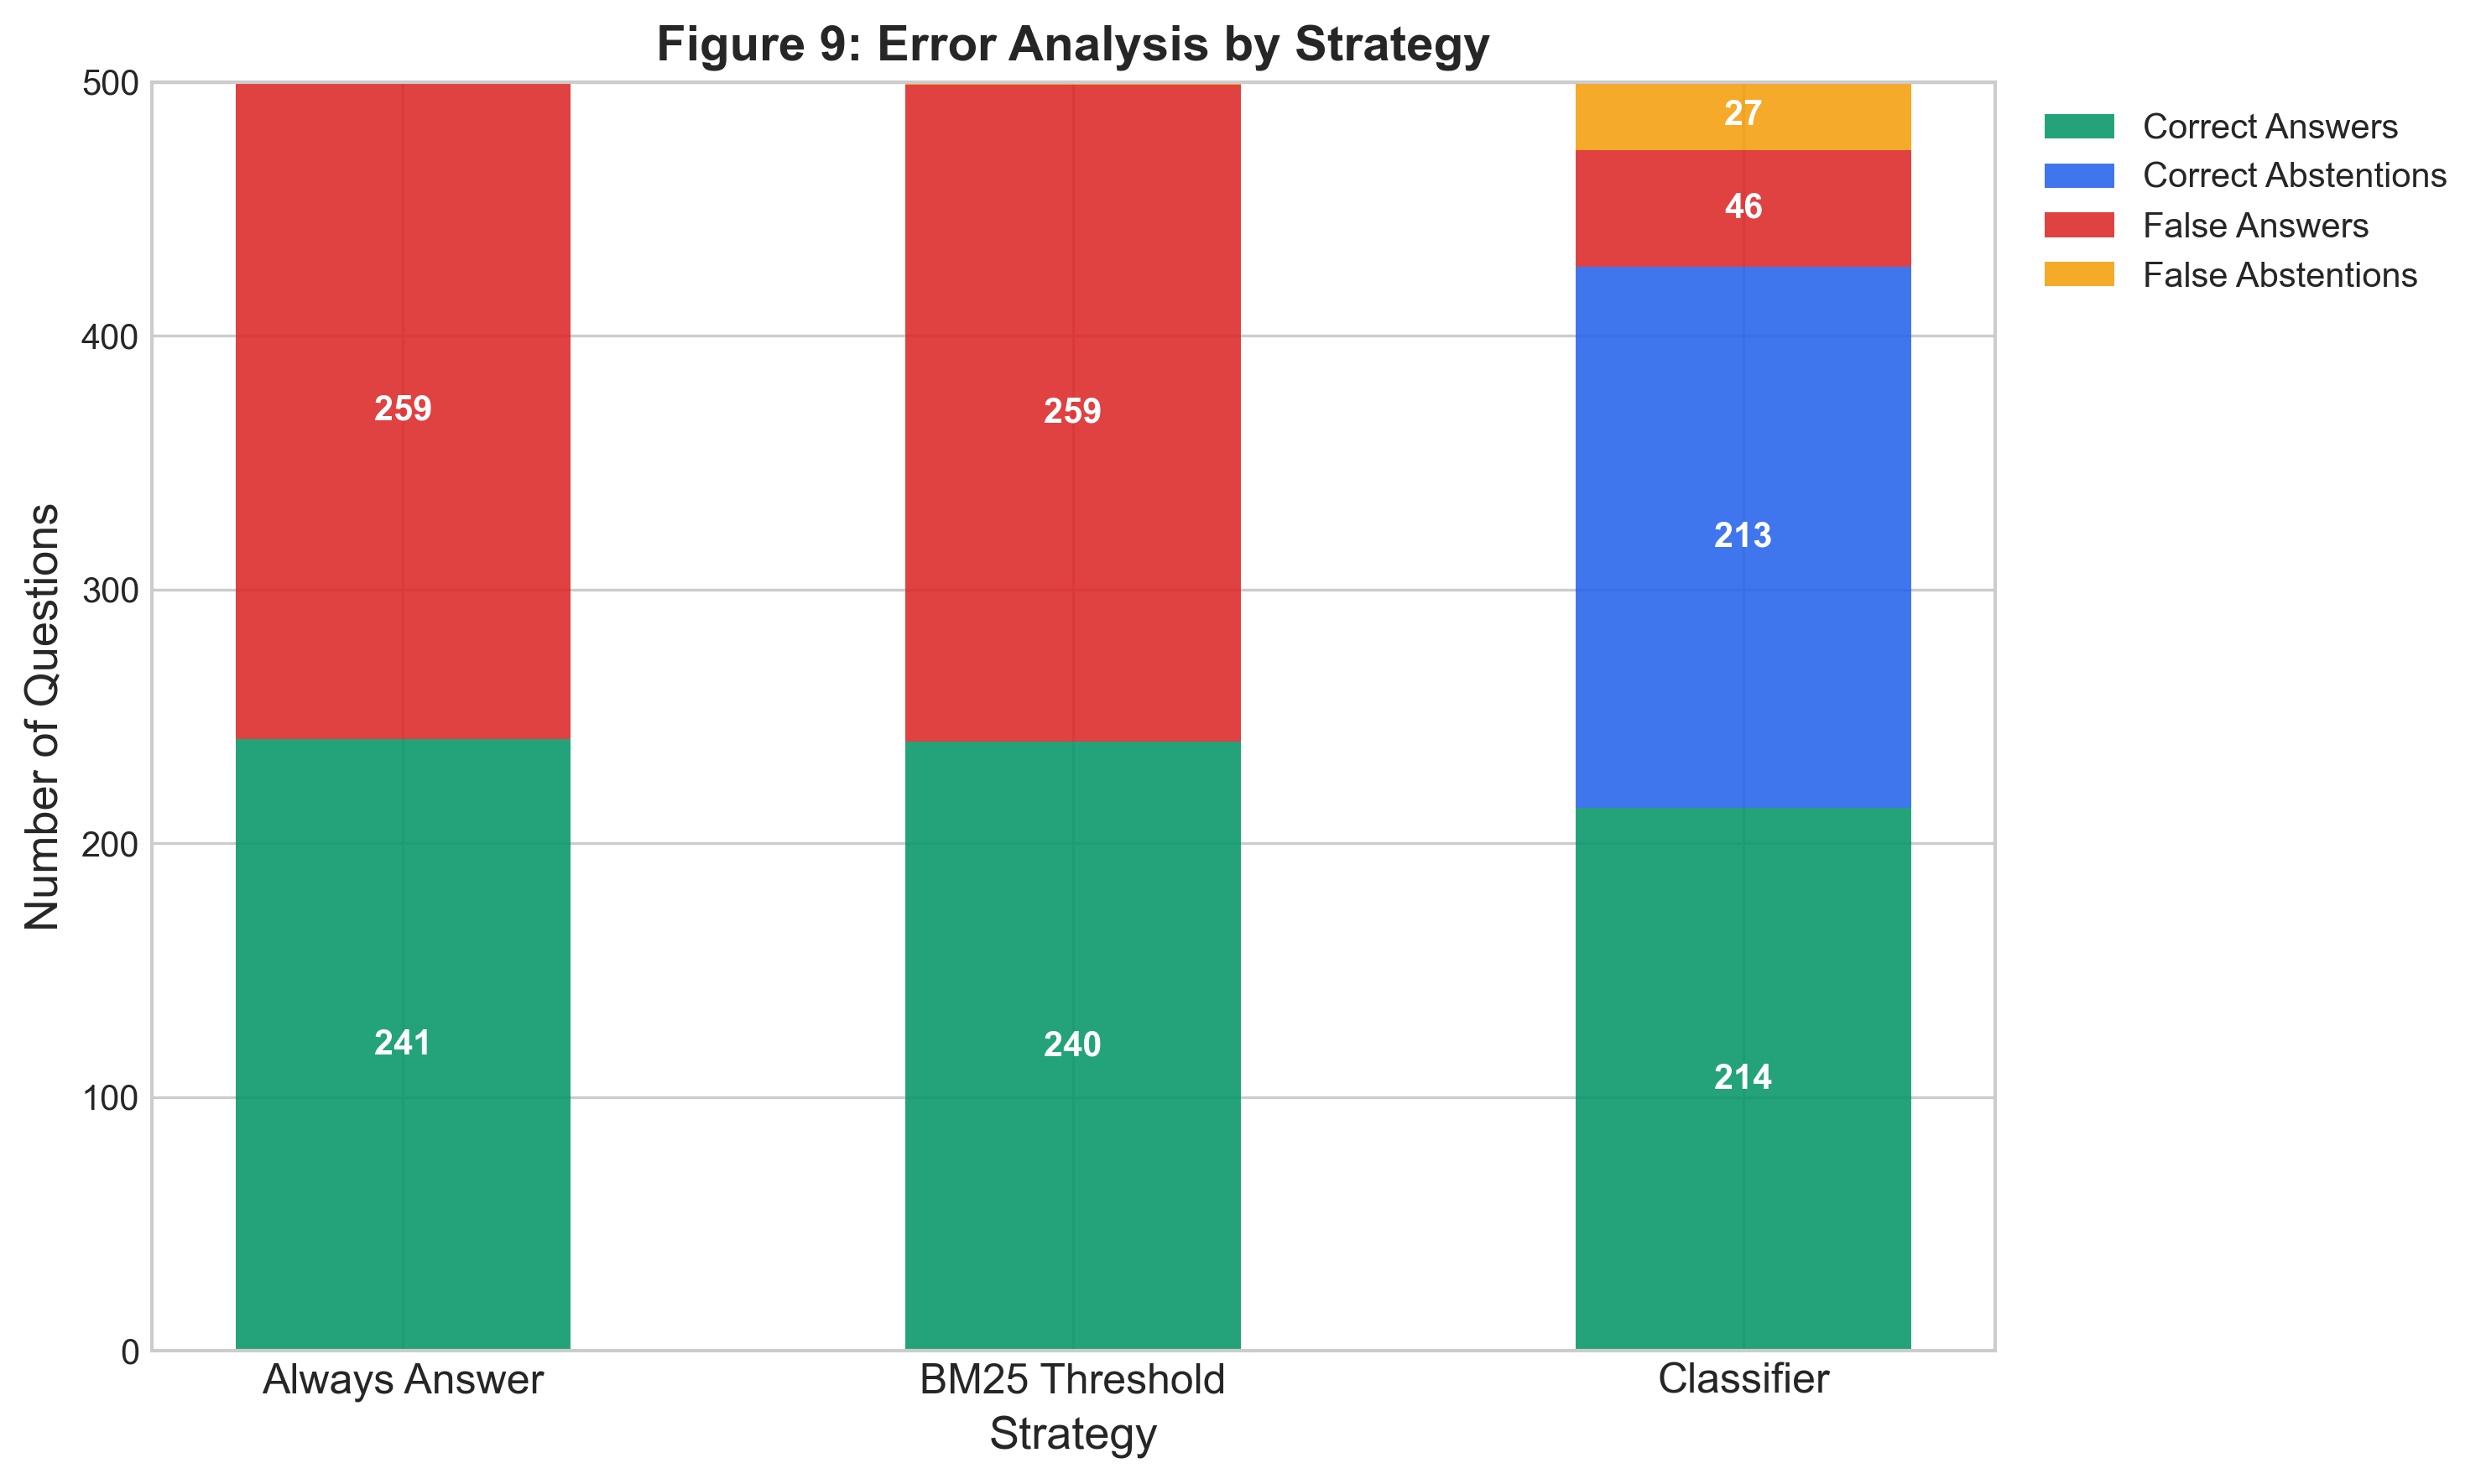 Figure 9: Error Analysis by Strategy
Number of Questions
500
400
300
200
100
0
259
241
259
240
27
46
213
214
Always Answer
BM25 Threshold
Classifier
Strategy
Correct Answers
Correct Abstentions
False Answers
False Abstentions